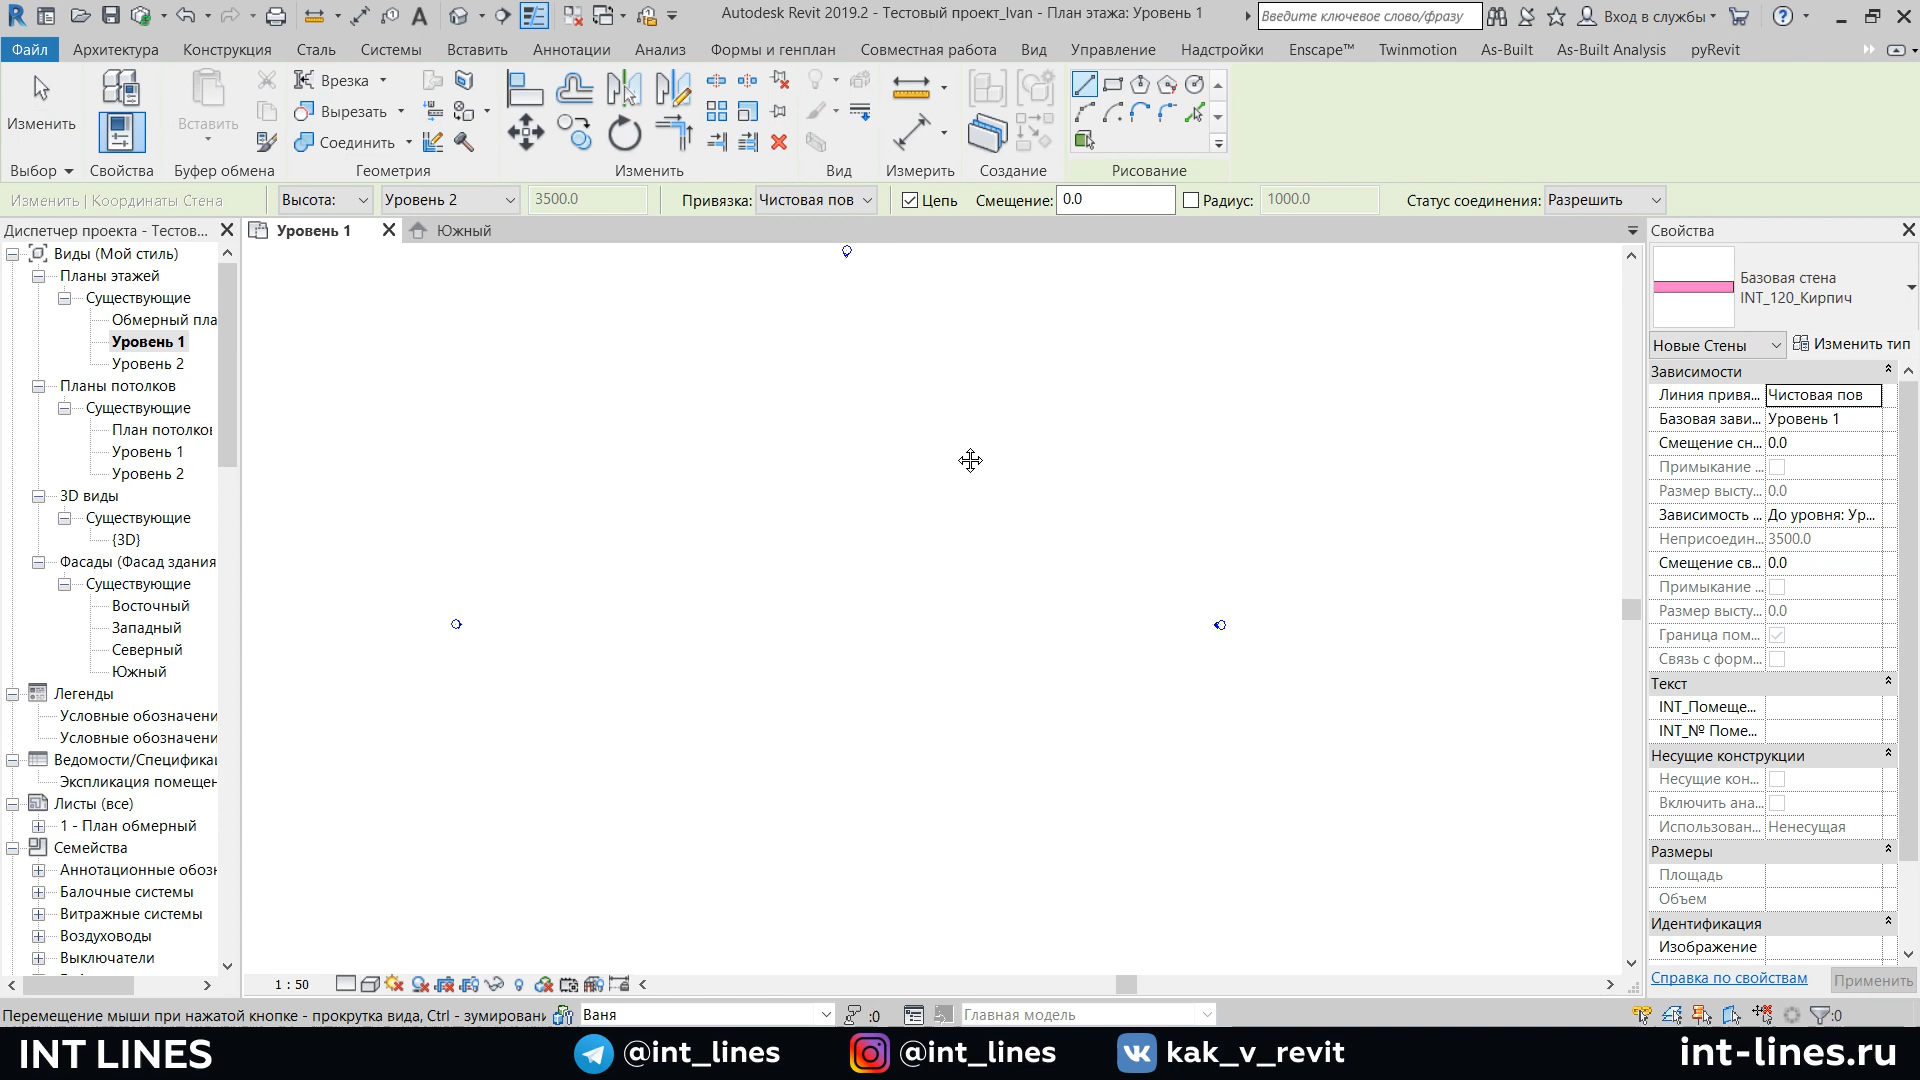 Autodesk Revit 2019.2 - Тестовый проект_Ivan - План этажа: Уровень 1
Введите ключевое слово/фразу
Вход в службы
Файл Архитектура Конструкция Сталь Системы Вставить Аннотации Анализ Формы и генплан Совместная работа Вид Управление Надстройки Enscape™ Twinmotion As-Built As-Built Analysis pyRevit
Изменить
Вставить
Врезка
Вырезать
Соединить
Выбор Свойства Буфер обмена Геометрия Изменить Вид Измерить Создание Рисование
Изменить | Координаты Стена Высота: Уровень 2 3500.0 Привязка: Чистовая пов Цепь Смещение: 0.0 Радиус: 1000.0 Статус соединения: Разрешить
Диспетчер проекта - Тестов...
Виды (Мой стиль)
Планы этажей
Существующие
Обмерный пла
Уровень 1
Уровень 2
Планы потолков
Существующие
План потолков
Уровень 1
Уровень 2
3D виды
Существующие
{3D}
Фасады (Фасад здания
Существующие
Восточный
Западный
Северный
Южный
Легенды
Условные обозначени
Условные обозначени
Ведомости/Спецификац
Экспликация помещен
Листы (все)
1 - План обмерный
Семейства
Аннотационные обозн
Балочные системы
Витражные системы
Воздуховоды
Выключатели
Уровень 1 Южный
1 : 50
Свойства
Базовая стена
INT_120_Кирпич
Новые Стены Изменить тип
Зависимости
Линия привя... Чистовая пов
Базовая зави... Уровень 1
Смещение сн... 0.0
Примыкание ...
Размер высту... 0.0
Зависимость ... До уровня: Ур...
Неприсоедин... 3500.0
Смещение св... 0.0
Примыкание ...
Размер высту... 0.0
Граница пом...
Связь с форм...
Текст
INT_Помеще...
INT_№ Поме...
Несущие конструкции
Несущие кон...
Включить ана...
Использован... Ненесущая
Размеры
Площадь
Объем
Идентификация
Изображение
Справка по свойствам Применить
Перемещение мыши при нажатой кнопке - прокрутка вида, Ctrl - зумировани Ваня :0 Главная модель :0
INT LINES @int_lines @int_lines kak_v_revit int-lines.ru